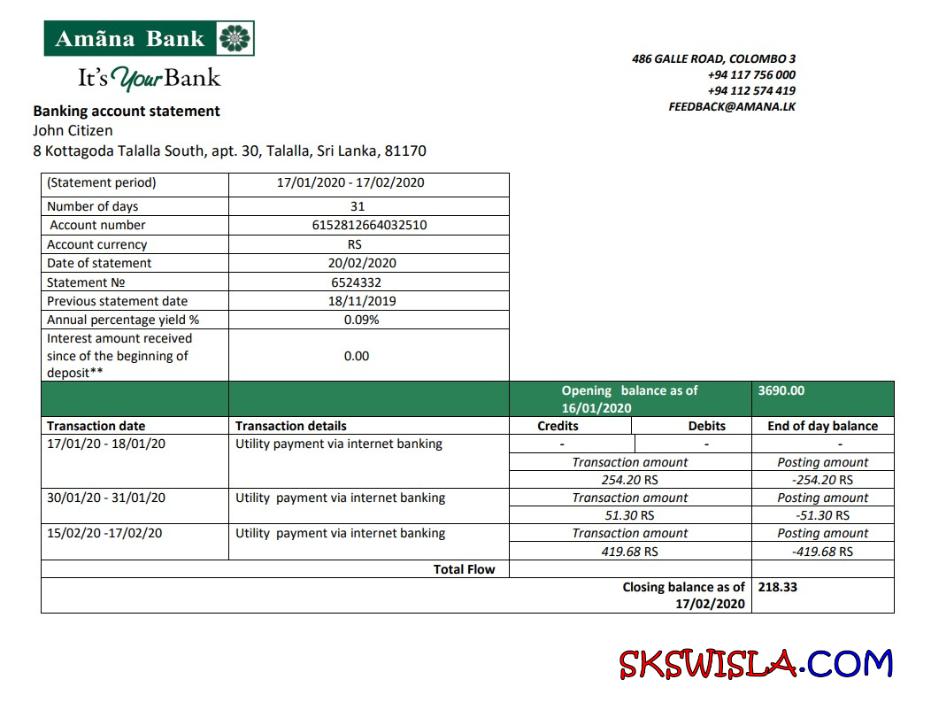 Amãna Bank
It's Your Bank
486 GALLE ROAD, COLOMBO 3
+94 117 756 000
+94 112 574 419
FEEDBACK@AMANA.LK
Banking account statement
John Citizen
8 Kottagoda Talalla South, apt. 30, Talalla, Sri Lanka, 81170
(Statement period) 17/01/2020 - 17/02/2020
Number of days 31
Account number 6152812664032510
Account currency RS
Date of statement 20/02/2020
Statement № 6524332
Previous statement date 18/11/2019
Annual percentage yield % 0.09%
Interest amount received
since of the beginning of 0.00
deposit**
Opening balance as of 3690.00
16/01/2020
Transaction date Transaction details Credits Debits End of day balance
17/01/20 - 18/01/20 Utility payment via internet banking - - -
Transaction amount Posting amount
254.20 RS -254.20 RS
30/01/20 - 31/01/20 Utility payment via internet banking Transaction amount Posting amount
51.30 RS -51.30 RS
15/02/20 -17/02/20 Utility payment via internet banking Transaction amount Posting amount
419.68 RS -419.68 RS
Total Flow
Closing balance as of 218.33
17/02/2020
SKSWISLA.COM